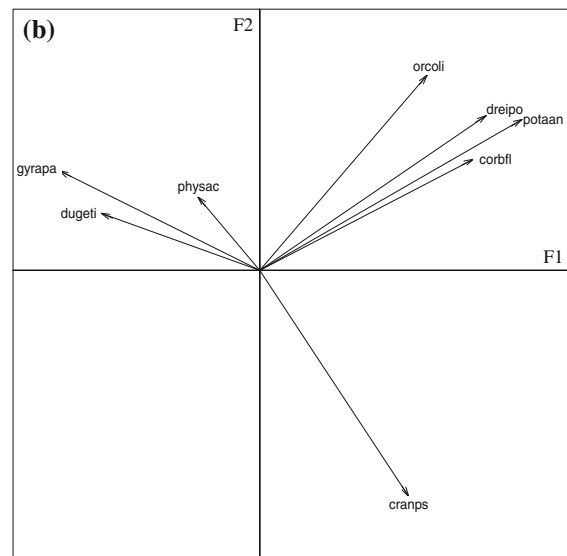 (b)
F2
orcoli
dreipo
potaan
corbfl
gyrapa
physac
dugeti
F1
cranps